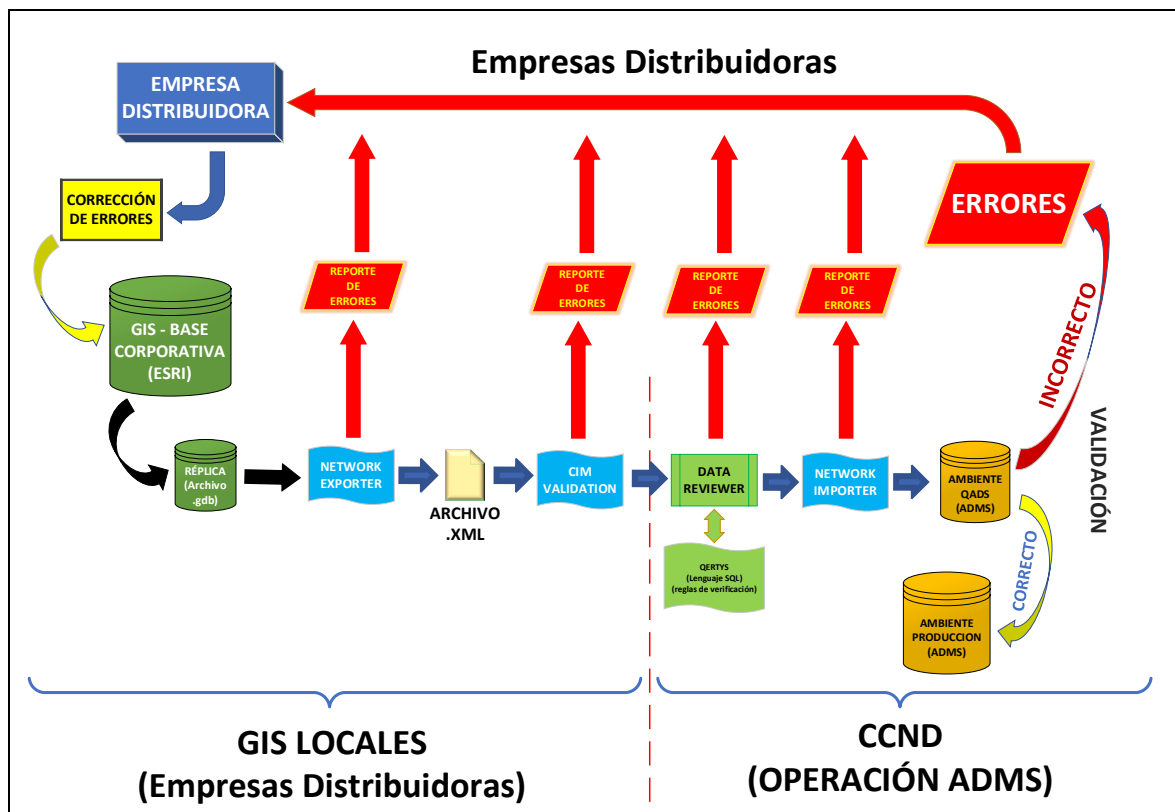 Empresas Distribuidoras
EMPRESA
DISTRIBUIDORA
CORRECCIÓN
DE ERRORES
ERRORES
REPORTE
DE
ERRORES
REPORTE
DE
ERRORES
REPORTE
DE
ERRORES
REPORTE
DE
ERRORES
GIS - BASE
CORPORATIVA
(ESRI)
INCORRECTO
VALIDACIÓN
RÉPLICA
(Archivo
.gdb)
NETWORK
EXPORTER
ARCHIVO
.XML
CIM
VALIDATION
DATA
REVIEWER
NETWORK
IMPORTER
AMBIENTE
QADS
(ADMS)
QERTYS
(Lenguaje SQL)
(reglas de verificación)
CORRECTO
AMBIENTE
PRODUCCION
(ADMS)
GIS LOCALES
(Empresas Distribuidoras)
CCND
(OPERACIÓN ADMS)